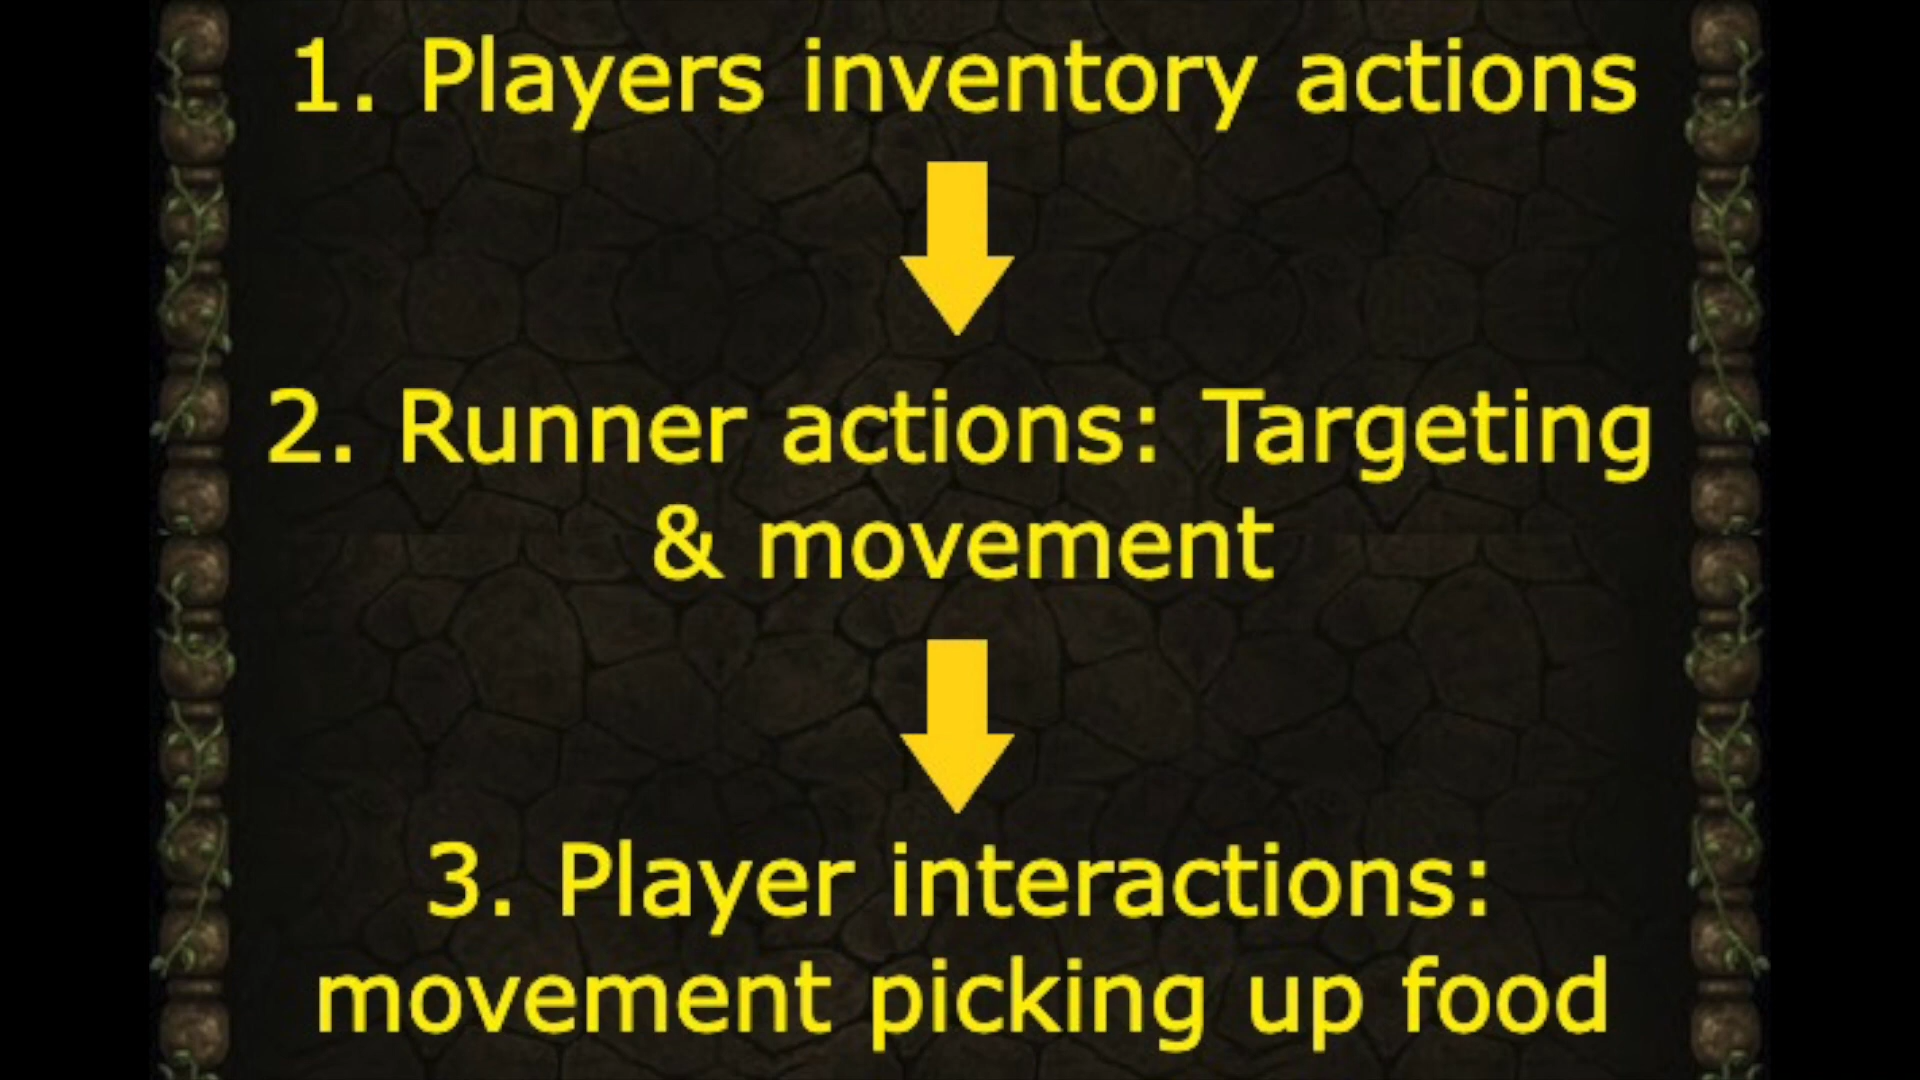 1. Players inventory actions
2. Runner actions: Targeting
& movement
3. Player interactions:
movement picking up food